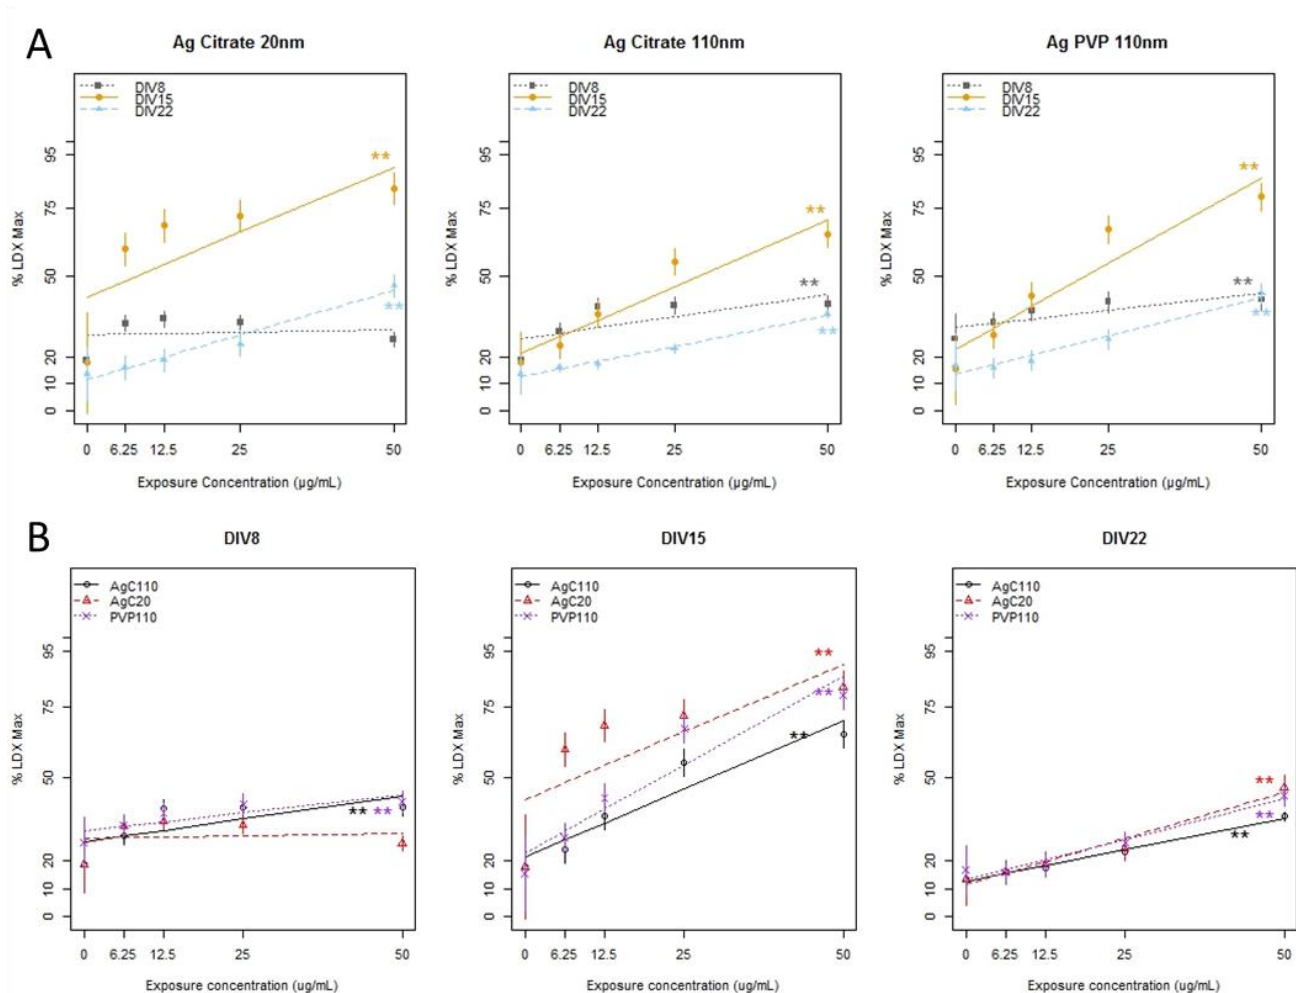 A
Ag Citrate 20nm
Ag Citrate 110nm
Ag PVP 110nm
DIV8
DIV15
DIV22
DIV8
DIV15
DIV22
DIV8
DIV15
DIV22
**
**
**
**
**
**
**
**
% LDX Max
95
75
50
20
10
0
% LDX Max
95
75
50
20
10
0
% LDX Max
95
75
50
20
10
0
0 6.25 12.5 25 50
0 6.25 12.5 25 50
0 6.25 12.5 25 50
Exposure Concentration (µg/mL)
Exposure Concentration (µg/mL)
Exposure Concentration (µg/mL)
B
DIV8
DIV15
DIV22
AgC110
AgC20
PVP110
AgC110
AgC20
PVP110
AgC110
AgC20
PVP110
** **
**
**
**
**
**
**
% LDX Max
95
75
50
20
10
0
% LDX Max
95
75
50
20
10
0
% LDX Max
95
75
50
20
10
0
0 6.25 12.5 25 50
0 6.25 12.5 25 50
0 6.25 12.5 25 50
Exposure concentration (µg/mL)
Exposure concentration (µg/mL)
Exposure concentration (µg/mL)